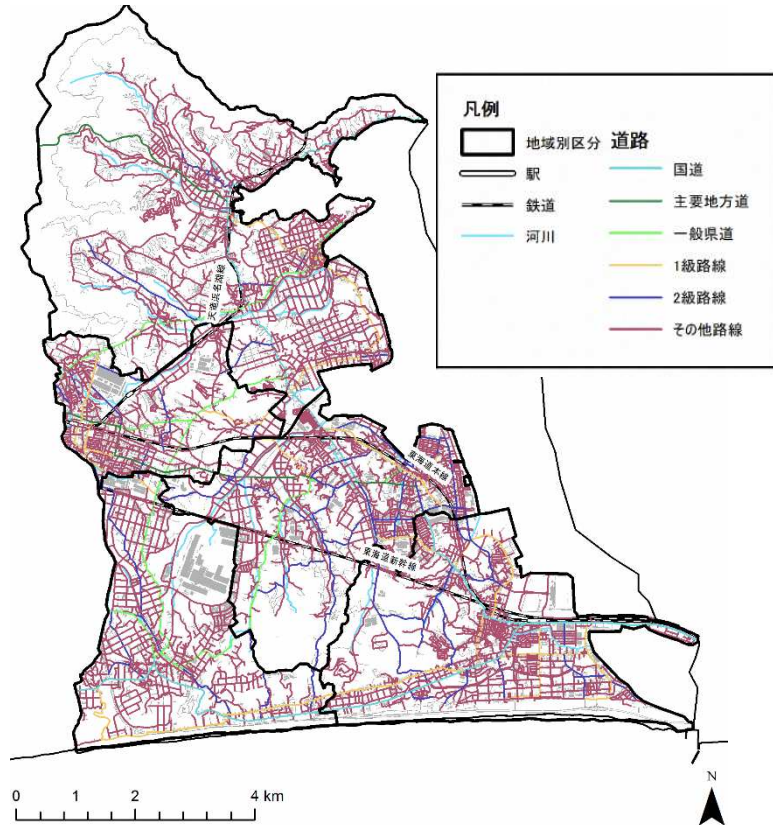 凡例
地域別区分
駅
鉄道
河川
道路
国道
主要地方道
一般県道
1級路線
2級路線
その他路線
天竜浜名湖線
東海道本線
東海道新幹線
0 1 2 4 km
N